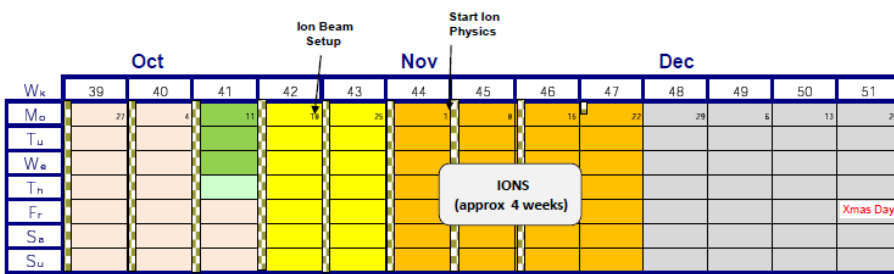 Ion Beam
Setup
Start Ion
Physics
Oct
Nov
Dec
Wk 39 40 41 42 43 44 45 46 47 48 49 50 51
Mo 27 4 11 18 25 1 8 15 22 29 6 13
Tu
We
Th
IONS
(approx 4 weeks)
Fr
Xmas Day
Sa
Su